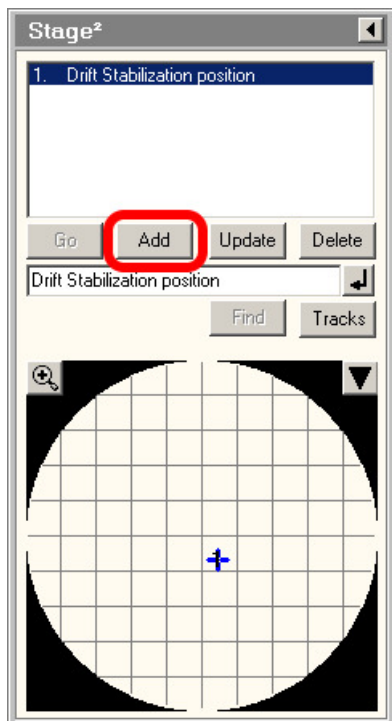 Stage²
1. Drift Stabilization position
Go Add Update Delete
Drift Stabilization position
Find Tracks